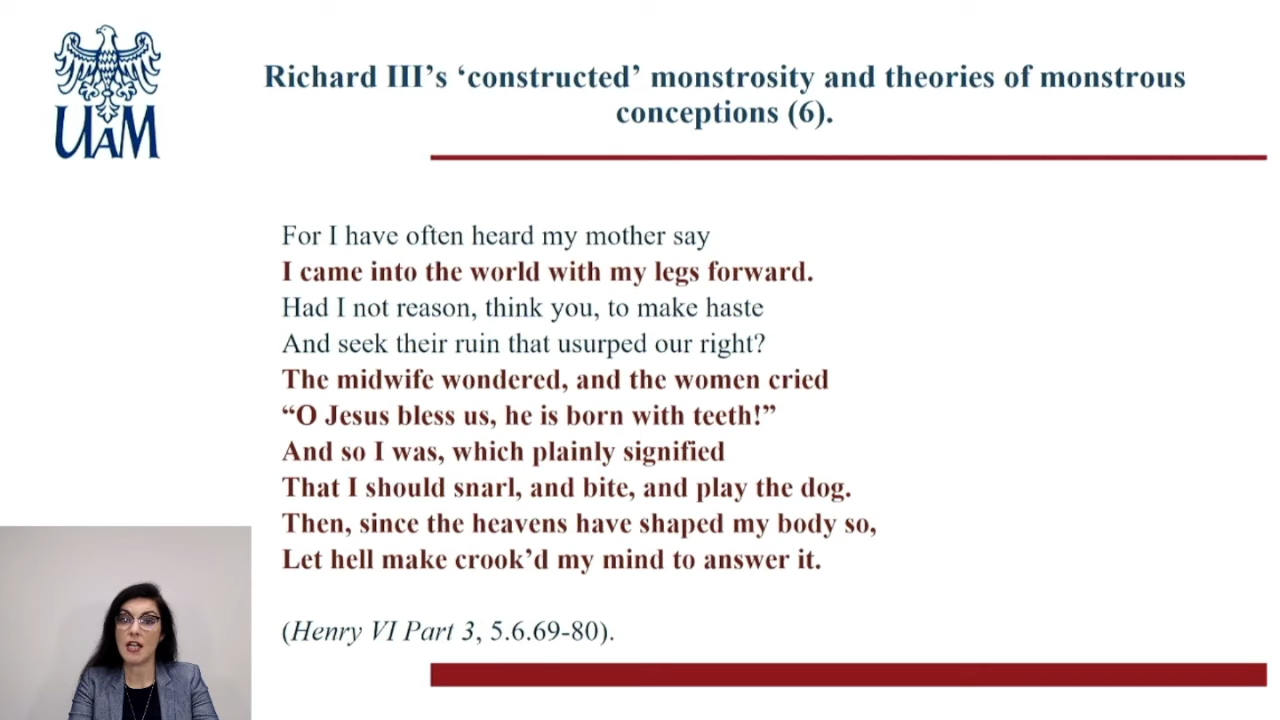 UAM
Richard III’s ‘constructed’ monstrosity and theories of monstrous
conceptions (6).
For I have often heard my mother say
I came into the world with my legs forward.
Had I not reason, think you, to make haste
And seek their ruin that usurped our right?
The midwife wondered, and the women cried
“O Jesus bless us, he is born with teeth!”
And so I was, which plainly signified
That I should snarl, and bite, and play the dog.
Then, since the heavens have shaped my body so,
Let hell make crook’d my mind to answer it.
(Henry VI Part 3, 5.6.69-80).